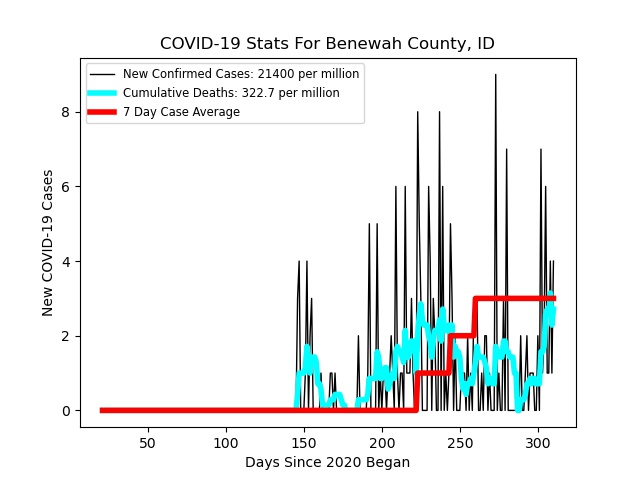 COVID-19 Stats For Benewah County, ID
New Confirmed Cases: 21400 per million
Cumulative Deaths: 322.7 per million
7 Day Case Average
New COVID-19 Cases
8
6
4
2
0
50 100 150 200 250 300
Days Since 2020 Began